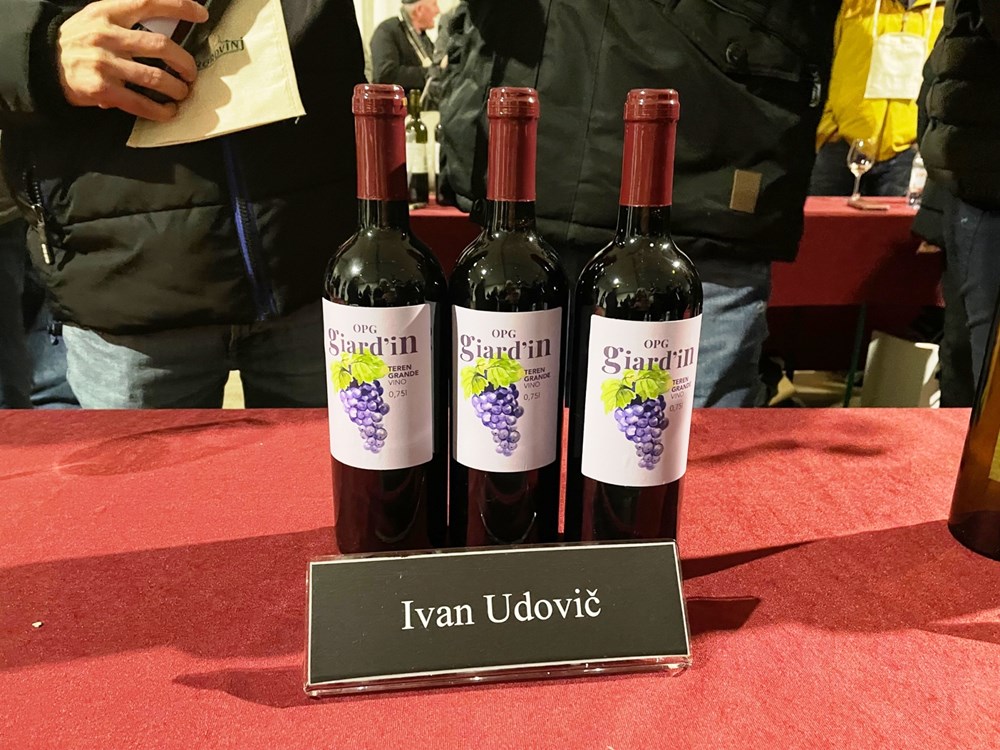 OPG
giard'in
TEREN
GRANDE
VINO
0,75l
OPG
giard'in
TEREN
GRANDE
VINO
0,75l
OPG
giard'in
TEREN
GRANDE
VINO
0,75l
Ivan Udovič